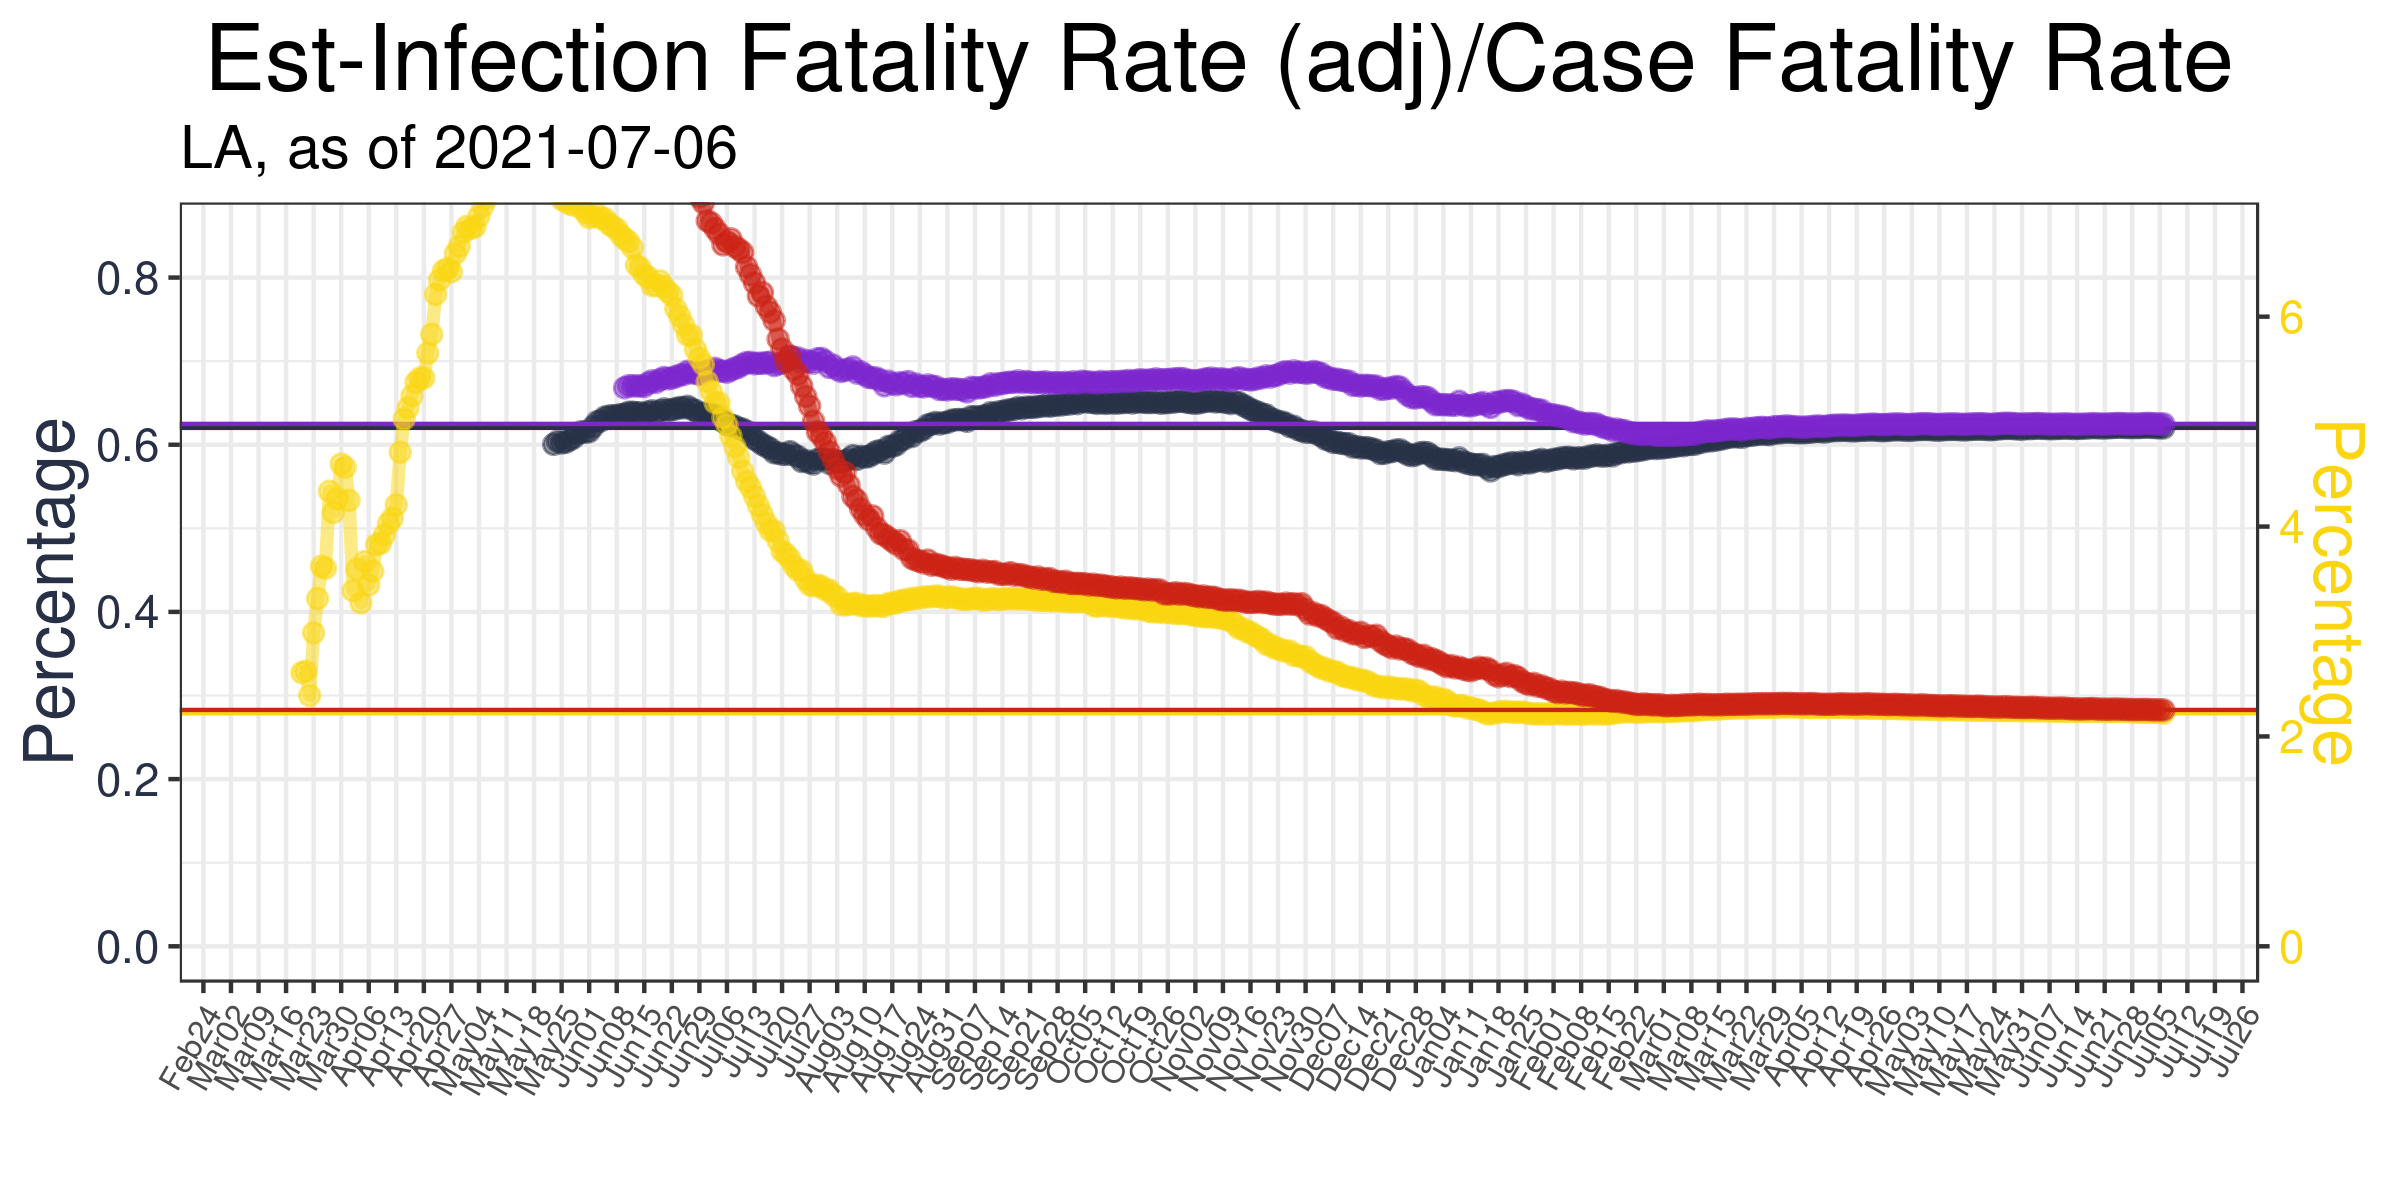 Est-Infection Fatality Rate (adj)/Case Fatality Rate
LA, as of 2021-07-06
Percentage
0.8
0.6
0.4
0.2
0.0
6
4
2
0
Percentage
Feb24
Mar02
Mar09
Mar16
Mar23
Mar30
Apr06
Apr13
Apr20
Apr27
May04
May11
May18
May25
Jun01
Jun08
Jun15
Jun22
Jun29
Jul06
Jul13
Jul20
Jul27
Aug03
Aug10
Aug17
Aug24
Aug31
Sep07
Sep14
Sep21
Sep28
Oct05
Oct12
Oct19
Oct26
Nov02
Nov09
Nov16
Nov23
Nov30
Dec07
Dec14
Dec21
Dec28
Jan04
Jan11
Jan18
Jan25
Feb01
Feb08
Feb15
Feb22
Mar01
Mar08
Mar15
Mar22
Mar29
Apr05
Apr12
Apr19
Apr26
May03
May10
May17
May24
May31
Jun07
Jun14
Jun21
Jun28
Jul05
Jul12
Jul19
Jul26